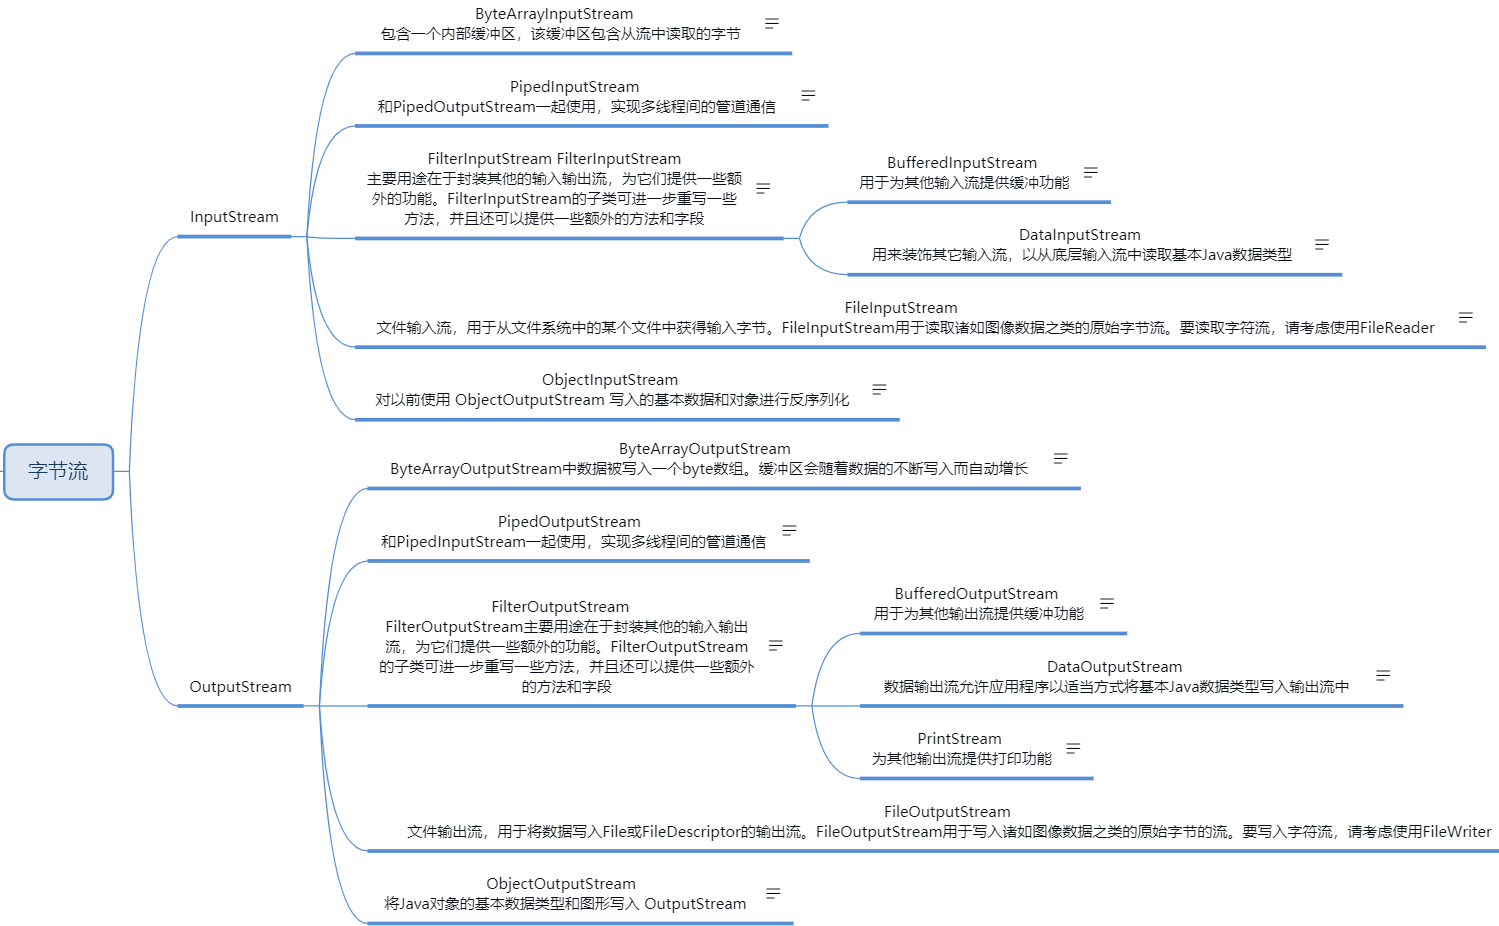 字节流
InputStream
ByteArrayInputStream
包含一个内部缓冲区，该缓冲区包含从流中读取的字节
PipedInputStream
和PipedOutputStream一起使用，实现多线程间的管道通信
FilterInputStream FilterInputStream
主要用途在于封装其他的输入输出流，为它们提供一些额
外的功能。FilterInputStream的子类可进一步重写一些
方法，并且还可以提供一些额外的方法和字段
BufferedInputStream
用于为其他输入流提供缓冲功能
DataInputStream
用来装饰其它输入流，以从底层输入流中读取基本Java数据类型
FileInputStream
文件输入流，用于从文件系统中的某个文件中获得输入字节。FileInputStream用于读取诸如图像数据之类的原始字节流。要读取字符流，请考虑使用FileReader
ObjectInputStream
对以前使用 ObjectOutputStream 写入的基本数据和对象进行反序列化
OutputStream
ByteArrayOutputStream
ByteArrayOutputStream中数据被写入一个byte数组。缓冲区会随着数据的不断写入而自动增长
PipedOutputStream
和PipedInputStream一起使用，实现多线程间的管道通信
FilterOutputStream
FilterOutputStream主要用途在于封装其他的输入输出
流，为它们提供一些额外的功能。FilterOutputStream
的子类可进一步重写一些方法，并且还可以提供一些额外
的方法和字段
BufferedOutputStream
用于为其他输出流提供缓冲功能
DataOutputStream
数据输出流允许应用程序以适当方式将基本Java数据类型写入输出流中
PrintStream
为其他输出流提供打印功能
FileOutputStream
文件输出流，用于将数据写入File或FileDescriptor的输出流。FileOutputStream用于写入诸如图像数据之类的原始字节的流。要写入字符流，请考虑使用FileWriter
ObjectOutputStream
将Java对象的基本数据类型和图形写入 OutputStream